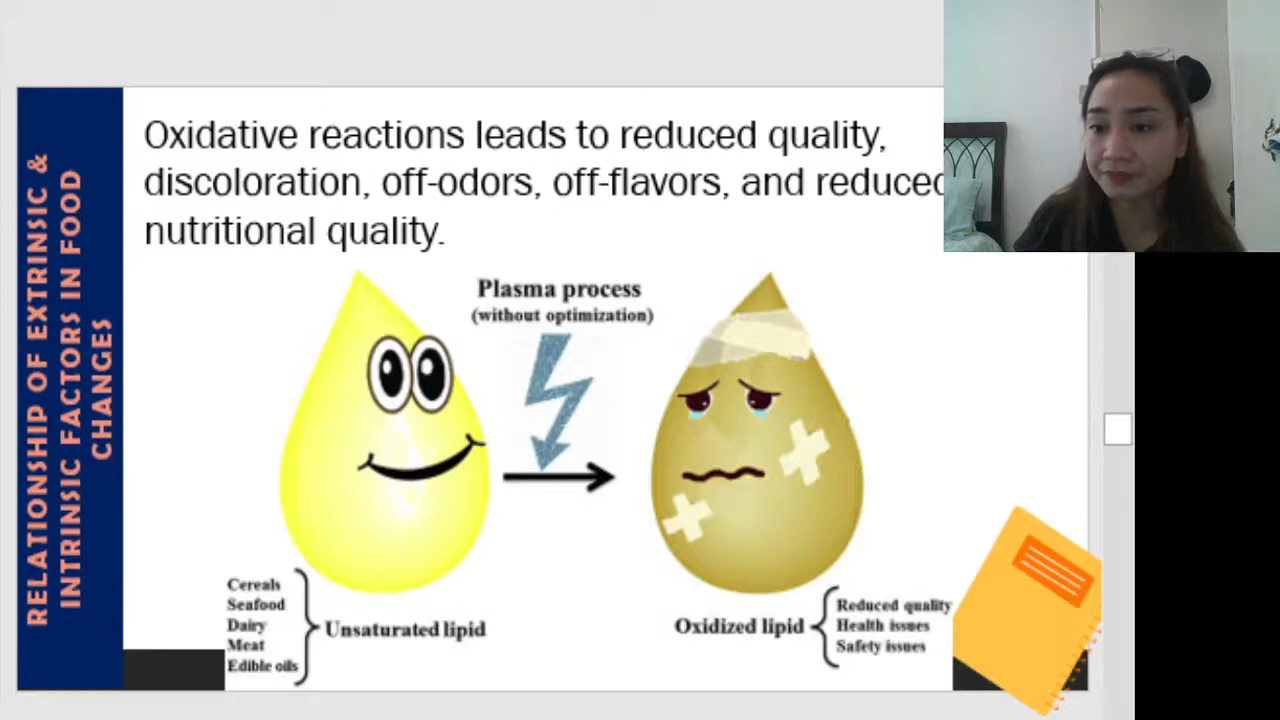 RELATIONSHIP OF EXTRINSIC &
INTRINSIC FACTORS IN FOOD
CHANGES
Oxidative reactions leads to reduced quality,
discoloration, off-odors, off-flavors, and reduced
nutritional quality.
Plasma process
(without optimization)
Cereals
Seafood
Dairy
Meat
Edible oils
Unsaturated lipid
Oxidized lipid
Reduced quality
Health issues
Safety issues